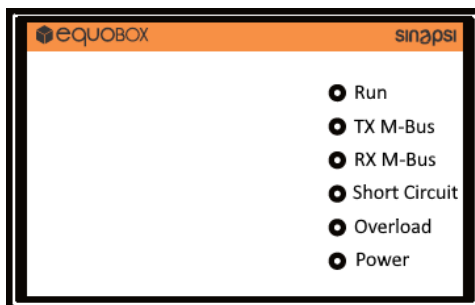 equoBOX sinapsi
Run
TX M-Bus
RX M-Bus
Short Circuit
Overload
Power